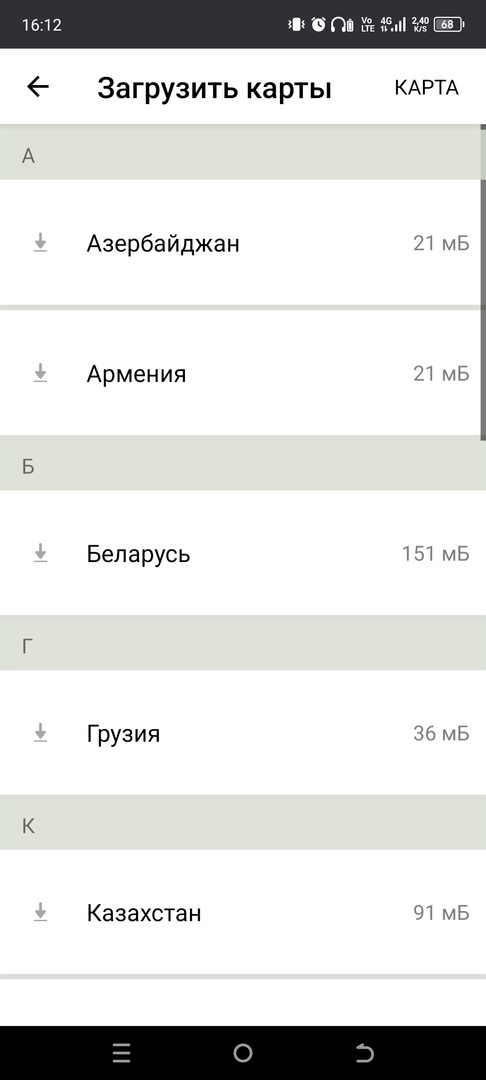 16:12
Vo LTE 4G 2,40 K/S 68
Загрузить карты КАРТА
А
Азербайджан 21 мБ
Армения 21 мБ
Б
Беларусь 151 мБ
Г
Грузия 36 мБ
К
Казахстан 91 мБ